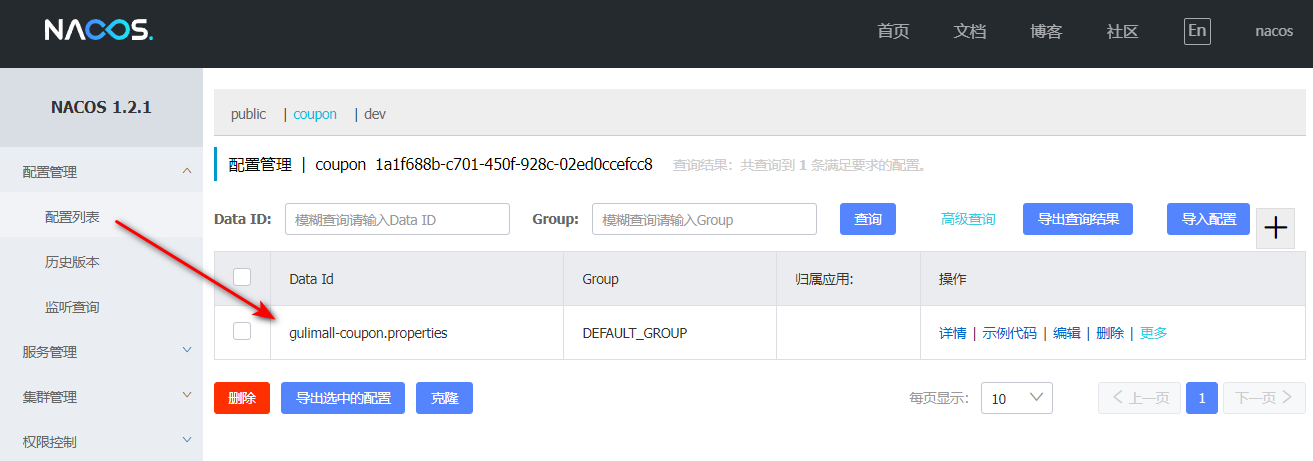 NACOS.
首页 文档 博客 社区 En nacos
NACOS 1.2.1
配置管理
配置列表
历史版本
监听查询
服务管理
集群管理
权限控制
public | coupon | dev
配置管理 | coupon 1a1f688b-c701-450f-928c-02ed0ccefcc8 查询结果：共查询到 1 条满足要求的配置。
Data ID: 模糊查询请输入Data ID Group: 模糊查询请输入Group 查询 高级查询 导出查询结果 导入配置
Data Id Group 归属应用: 操作
gulimall-coupon.properties DEFAULT_GROUP 详情 | 示例代码 | 编辑 | 删除 | 更多
删除 导出选中的配置 克隆 每页显示: 10 上一页 1 下一页